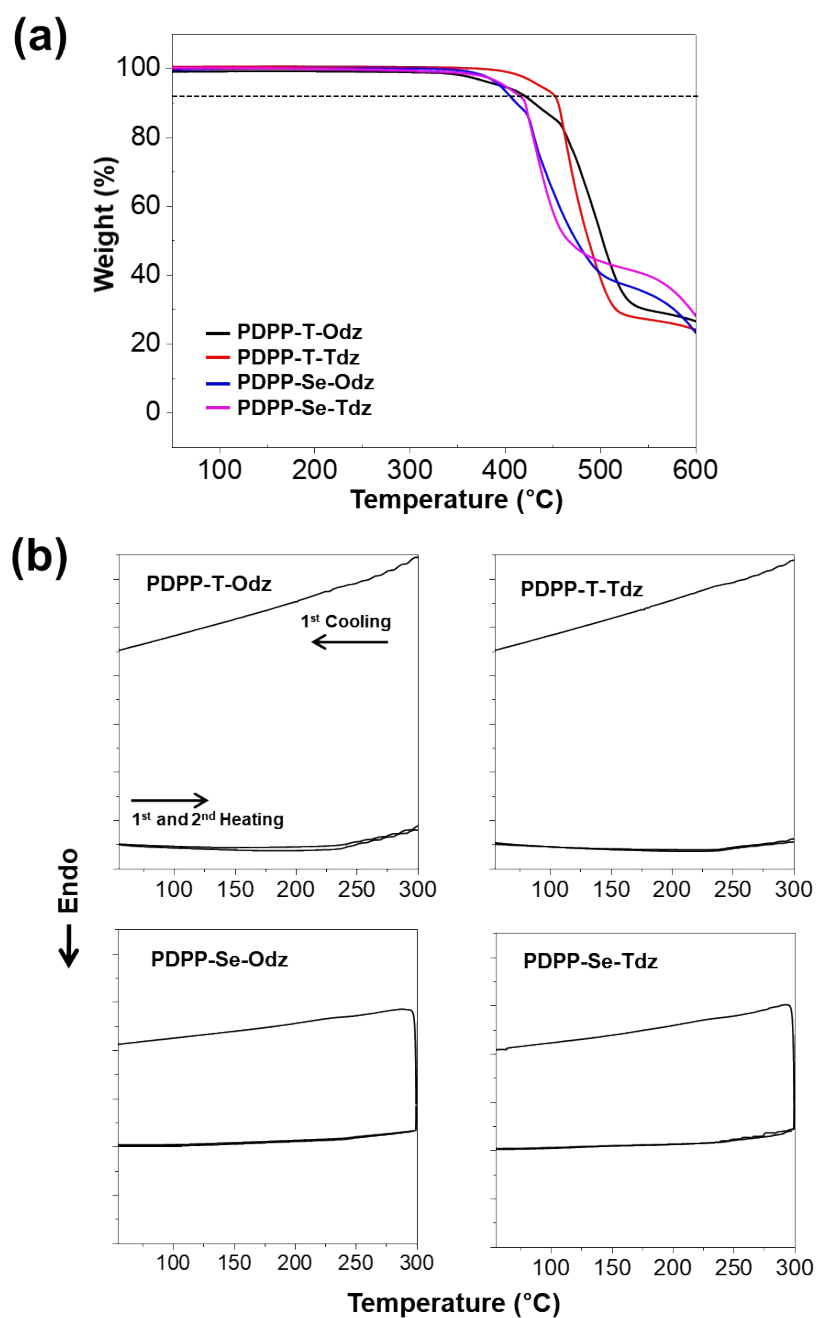 (a)
100
80
60
40
20
0
Weight (%)
PDPP-T-Odz
PDPP-T-Tdz
PDPP-Se-Odz
PDPP-Se-Tdz
100 200 300 400 500 600
Temperature (°C)
(b)
PDPP-T-Odz
1st Cooling
1st and 2nd Heating
100 150 200 250 300
PDPP-T-Tdz
100 150 200 250 300
Endo
PDPP-Se-Odz
100 150 200 250 300
PDPP-Se-Tdz
100 150 200 250 300
Temperature (°C)